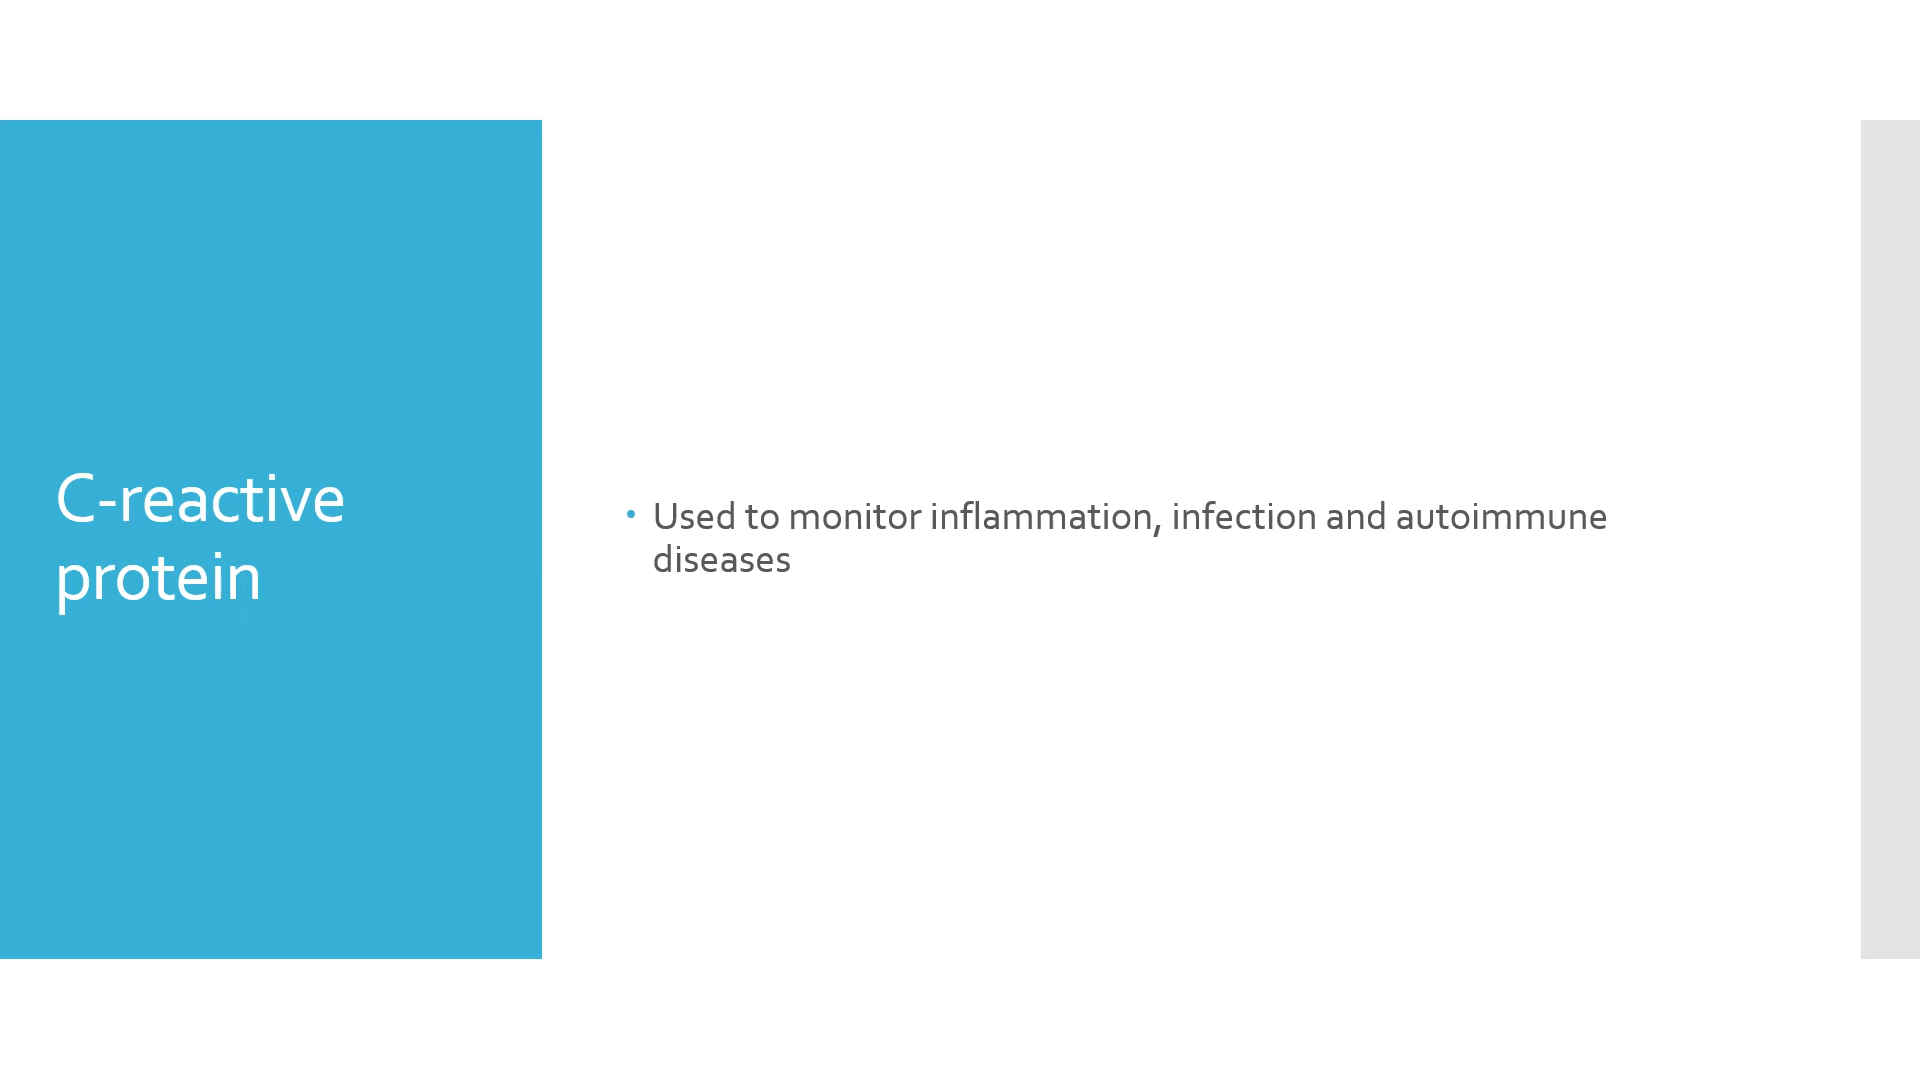 C-reactive
protein
• Used to monitor inflammation, infection and autoimmune
diseases